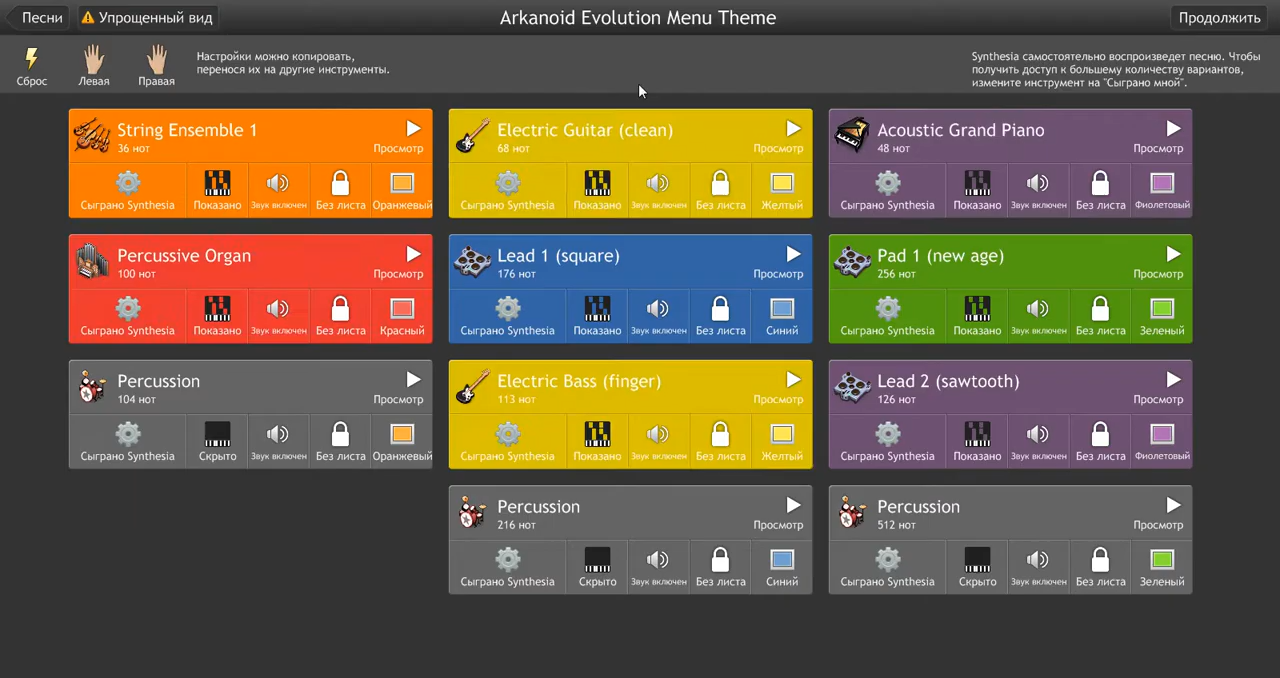 Песни
Упрощенный вид
Arkanoid Evolution Menu Theme
Продолжить
Сброс
Левая
Правая
Настройки можно копировать,
перенося их на другие инструменты.
Synthesia самостоятельно воспроизведет песню. Чтобы
получить доступ к большему количеству вариантов,
измените инструмент на "Сыграно мной".
String Ensemble 1
36 нот
Просмотр
Сыграно Synthesia
Показано
Звук включен
Без листа
Оранжевый
Electric Guitar (clean)
68 нот
Просмотр
Сыграно Synthesia
Показано
Звук включен
Без листа
Желтый
Acoustic Grand Piano
48 нот
Просмотр
Сыграно Synthesia
Показано
Звук включен
Без листа
Фиолетовый
Percussive Organ
100 нот
Просмотр
Сыграно Synthesia
Показано
Звук включен
Без листа
Красный
Lead 1 (square)
176 нот
Просмотр
Сыграно Synthesia
Показано
Звук включен
Без листа
Синий
Pad 1 (new age)
256 нот
Просмотр
Сыграно Synthesia
Показано
Звук включен
Без листа
Зеленый
Percussion
104 нот
Просмотр
Сыграно Synthesia
Скрыто
Звук включен
Без листа
Оранжевый
Electric Bass (finger)
113 нот
Просмотр
Сыграно Synthesia
Показано
Звук включен
Без листа
Желтый
Lead 2 (sawtooth)
126 нот
Просмотр
Сыграно Synthesia
Показано
Звук включен
Без листа
Фиолетовый
Percussion
216 нот
Просмотр
Сыграно Synthesia
Скрыто
Звук включен
Без листа
Синий
Percussion
512 нот
Просмотр
Сыграно Synthesia
Скрыто
Звук включен
Без листа
Зеленый